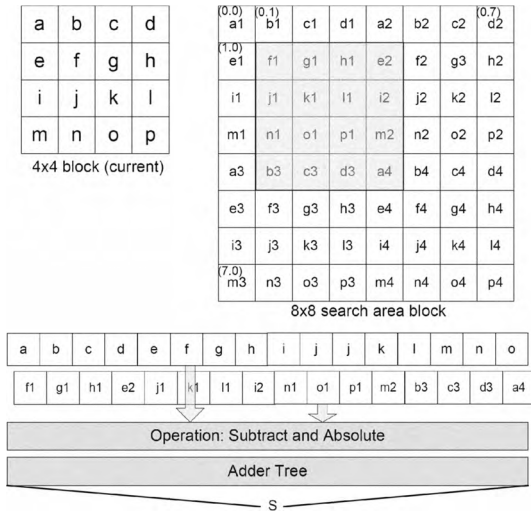 a b c d
e f g h
i j k l
m n o p
4x4 block (current)
(0.0) (0.1) (0.7)
a1 b1 c1 d1 a2 b2 c2 d2
(1.0)
e1 f1 g1 h1 e2 f2 g3 h2
i1 j1 k1 l1 i2 j2 k2 l2
m1 n1 o1 p1 m2 n2 o2 p2
a3 b3 c3 d3 a4 b4 c4 d4
e3 f3 g3 h3 e4 f4 g4 h4
i3 j3 k3 l3 i4 j4 k4 l4
(7.0)
m3 n3 o3 p3 m4 n4 o4 p4
8x8 search area block
a b c d e f g h i j j k l m n o
f1 g1 h1 e2 j1 k1 l1 i2 n1 o1 p1 m2 b3 c3 d3 a4
Operation: Subtract and Absolute
Adder Tree
S